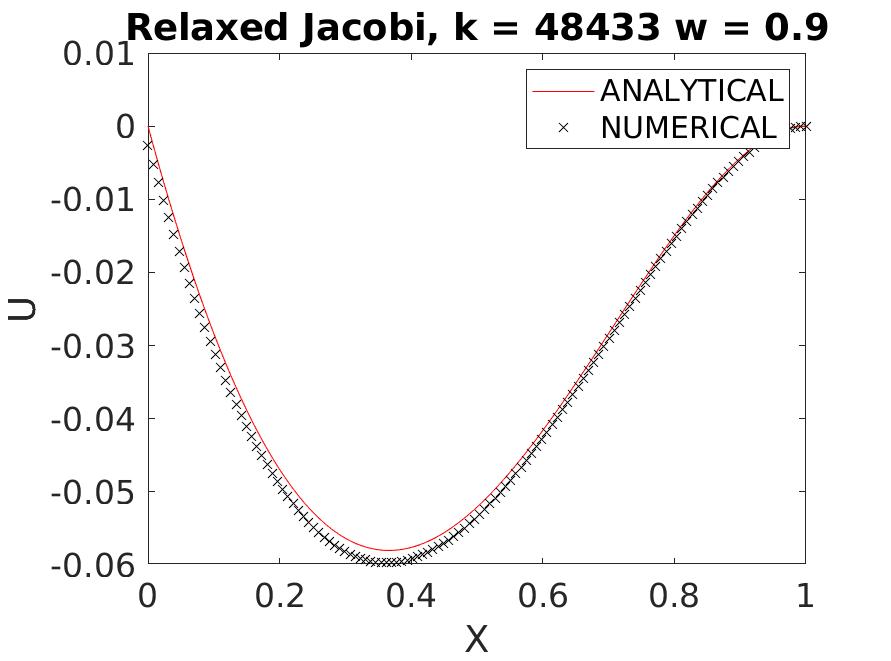 Relaxed Jacobi, k = 48433 w = 0.9
0.01
ANALYTICAL
NUMERICAL
0
-0.01
-0.02
-0.03
-0.04
-0.05
-0.06
U
0 0.2 0.4 0.6 0.8 1
X